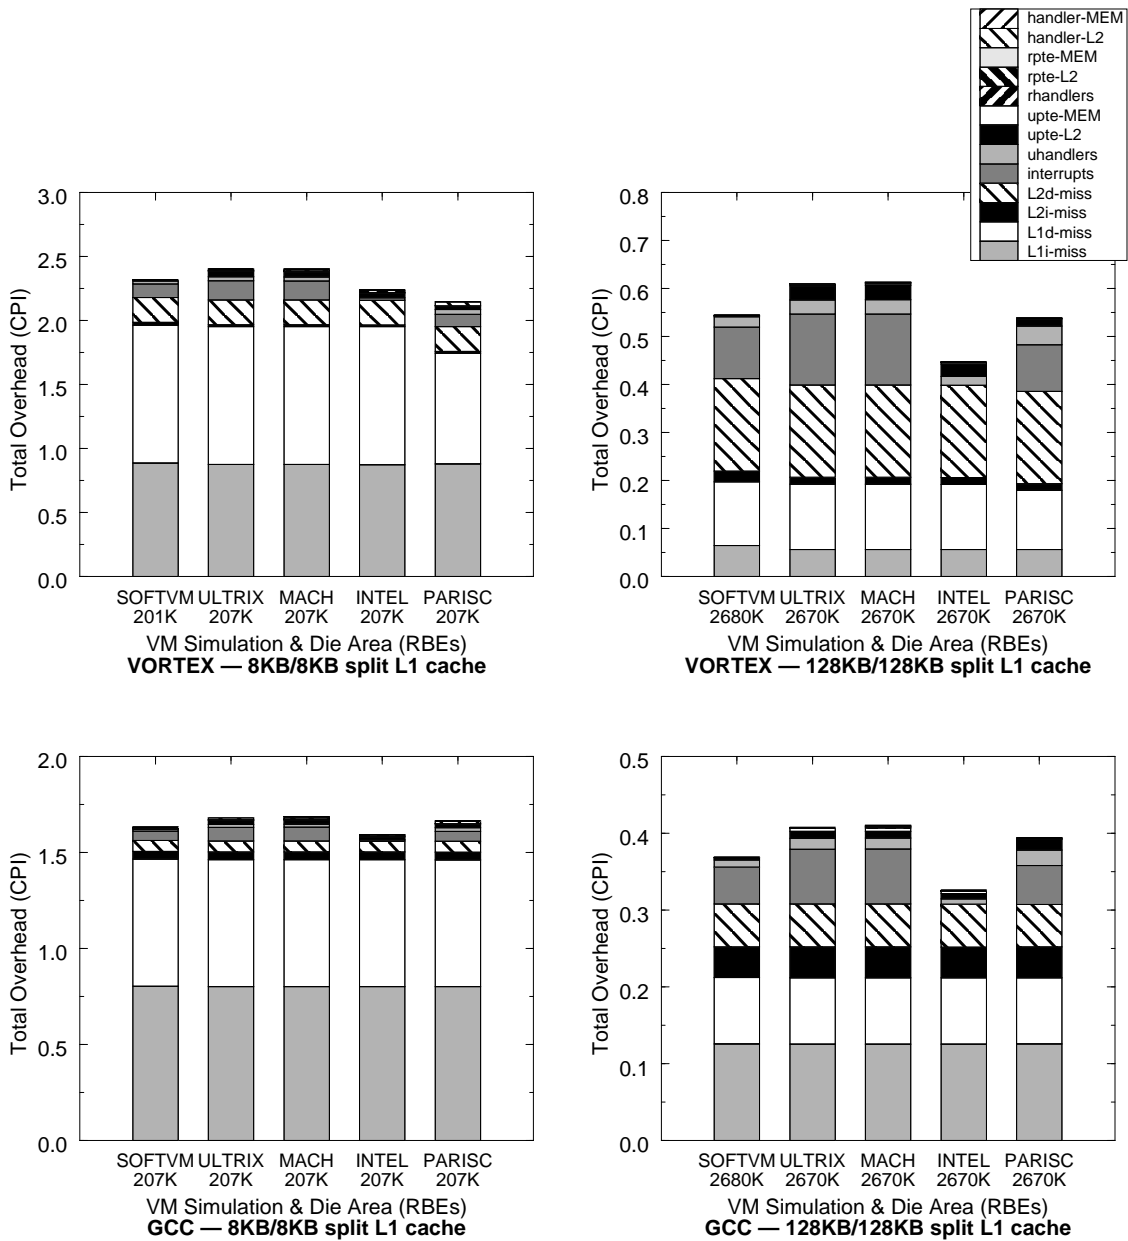 handler-MEM
handler-L2
rpte-MEM
rpte-L2
rhandlers
upte-MEM
upte-L2
uhandlers
interrupts
L2d-miss
L2i-miss
L1d-miss
L1i-miss
Total Overhead (CPI)
3.0
2.5
2.0
1.5
1.0
0.5
0.0
SOFTVM ULTRIX MACH INTEL PARISC
201K 207K 207K 207K 207K
VM Simulation & Die Area (RBEs)
VORTEX — 8KB/8KB split L1 cache
Total Overhead (CPI)
0.8
0.7
0.6
0.5
0.4
0.3
0.2
0.1
0.0
SOFTVM ULTRIX MACH INTEL PARISC
2680K 2670K 2670K 2670K 2670K
VM Simulation & Die Area (RBEs)
VORTEX — 128KB/128KB split L1 cache
Total Overhead (CPI)
2.0
1.5
1.0
0.5
0.0
SOFTVM ULTRIX MACH INTEL PARISC
207K 207K 207K 207K 207K
VM Simulation & Die Area (RBEs)
GCC — 8KB/8KB split L1 cache
Total Overhead (CPI)
0.5
0.4
0.3
0.2
0.1
0.0
SOFTVM ULTRIX MACH INTEL PARISC
2680K 2670K 2670K 2670K 2670K
VM Simulation & Die Area (RBEs)
GCC — 128KB/128KB split L1 cache